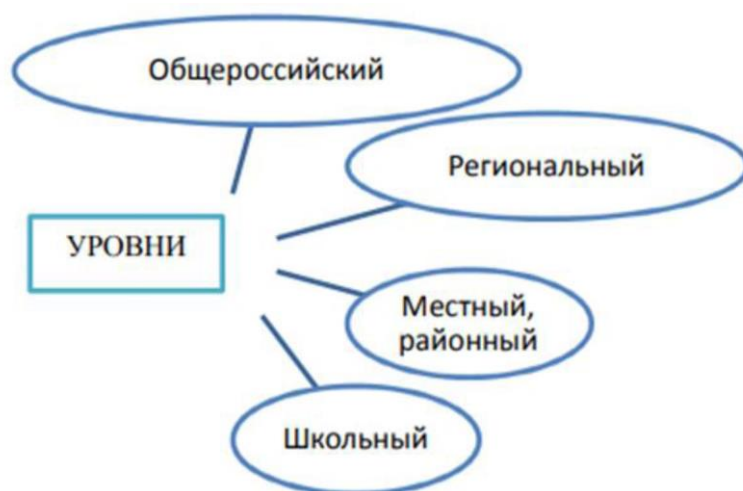 Общероссийский
Региональный
УРОВНИ
Местный,
районный
Школьный